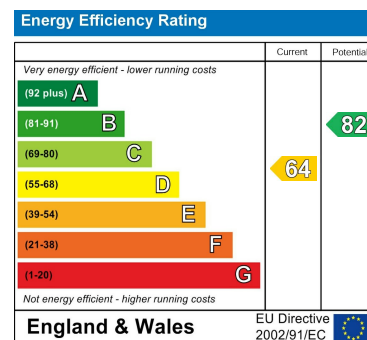 Energy Efficiency Rating
Current Potential
Very energy efficient - lower running costs
(92 plus) A
(81-91) B
(69-80) C
(55-68) D
(39-54) E
(21-38) F
(1-20) G
64
82
Not energy efficient - higher running costs
England & Wales
EU Directive
2002/91/EC